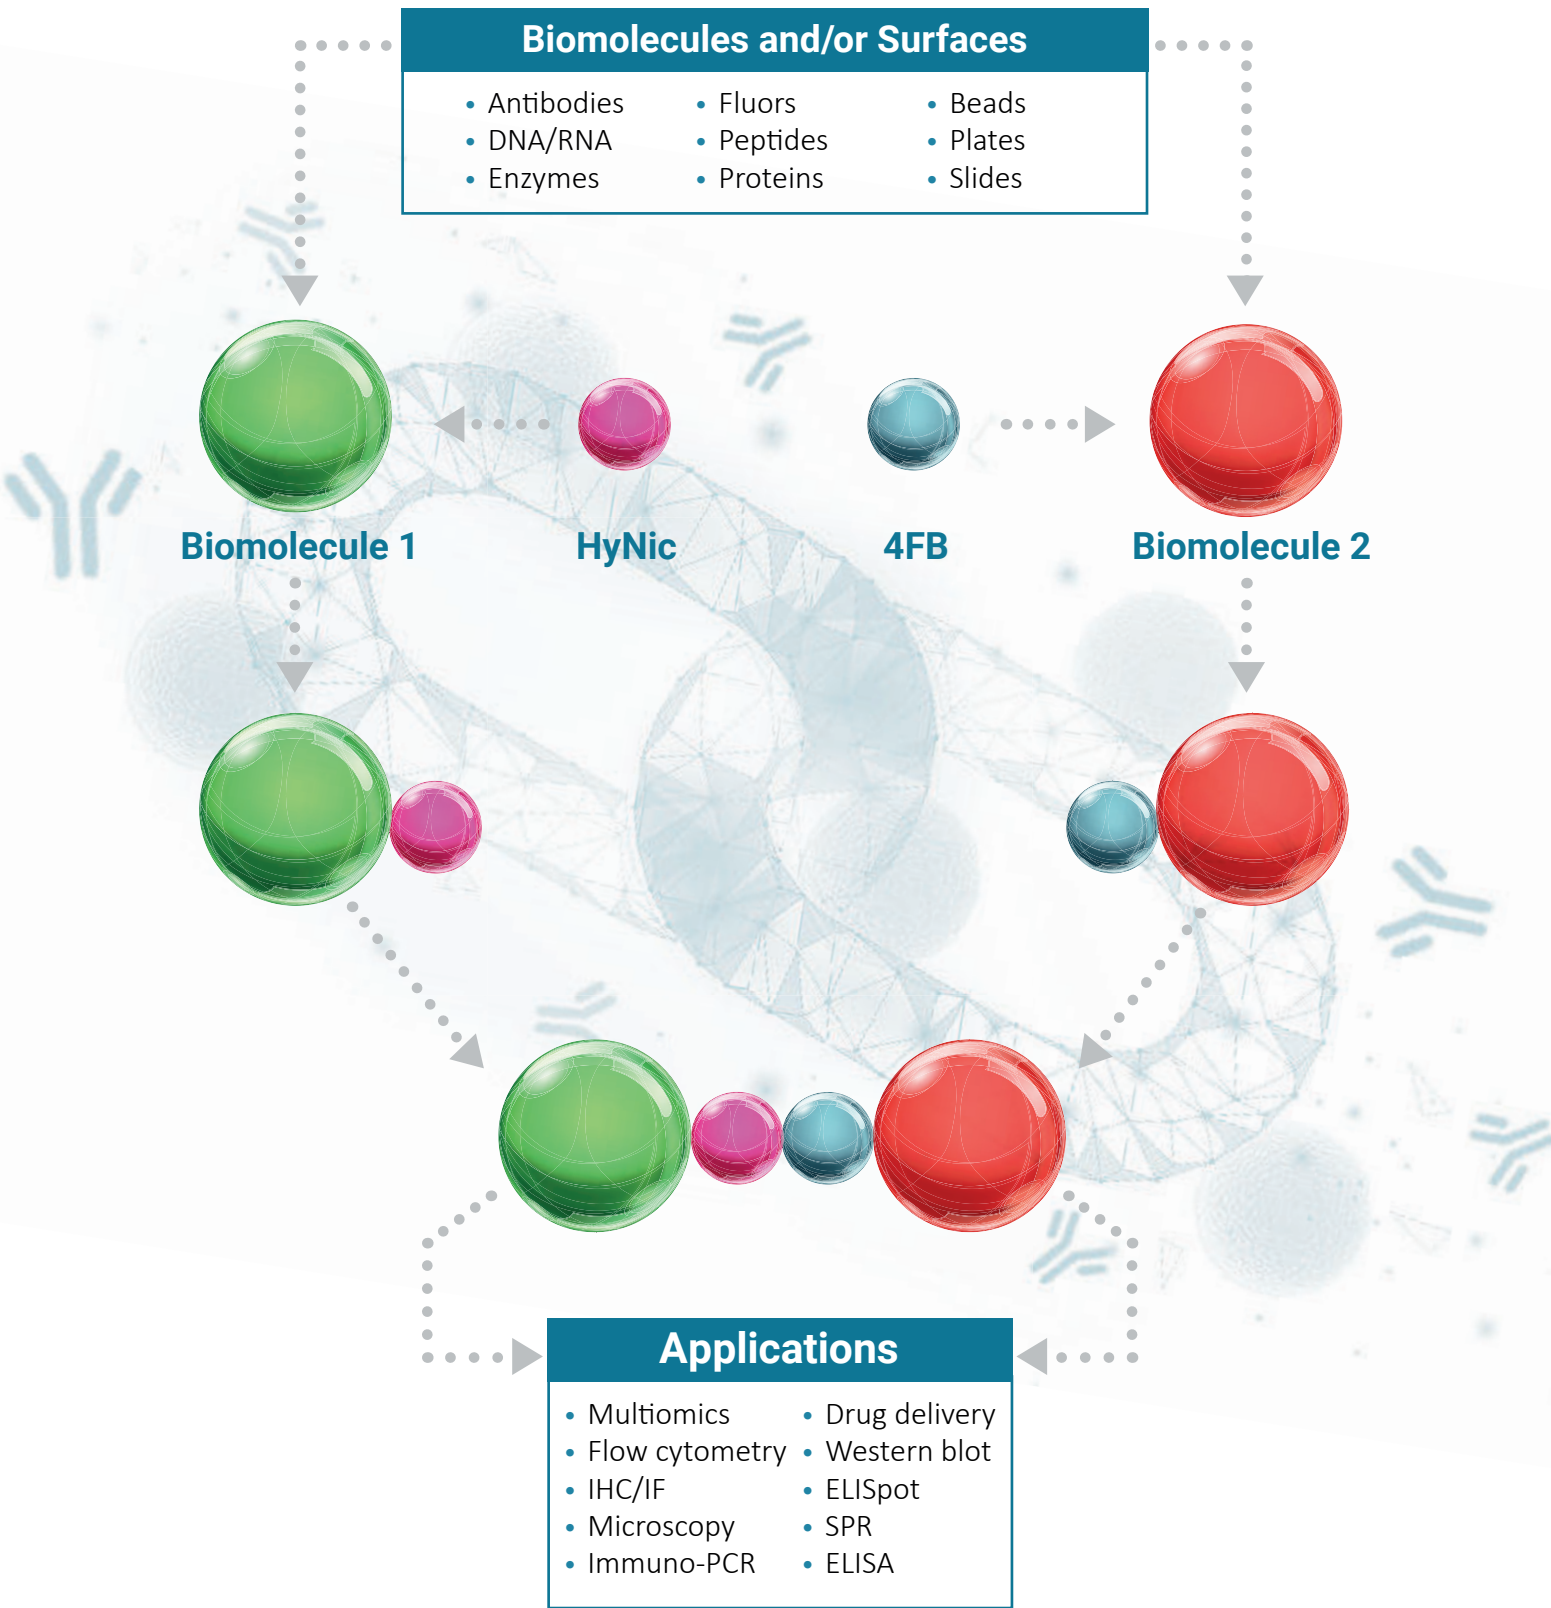 Biomolecules and/or Surfaces
• Antibodies
• DNA/RNA
• Enzymes
• Fluors
• Peptides
• Proteins
• Beads
• Plates
• Slides
Biomolecule 1
HyNic
4FB
Biomolecule 2
Applications
• Multiomics
• Flow cytometry
• IHC/IF
• Microscopy
• Immuno-PCR
• Drug delivery
• Western blot
• ELISpot
• SPR
• ELISA